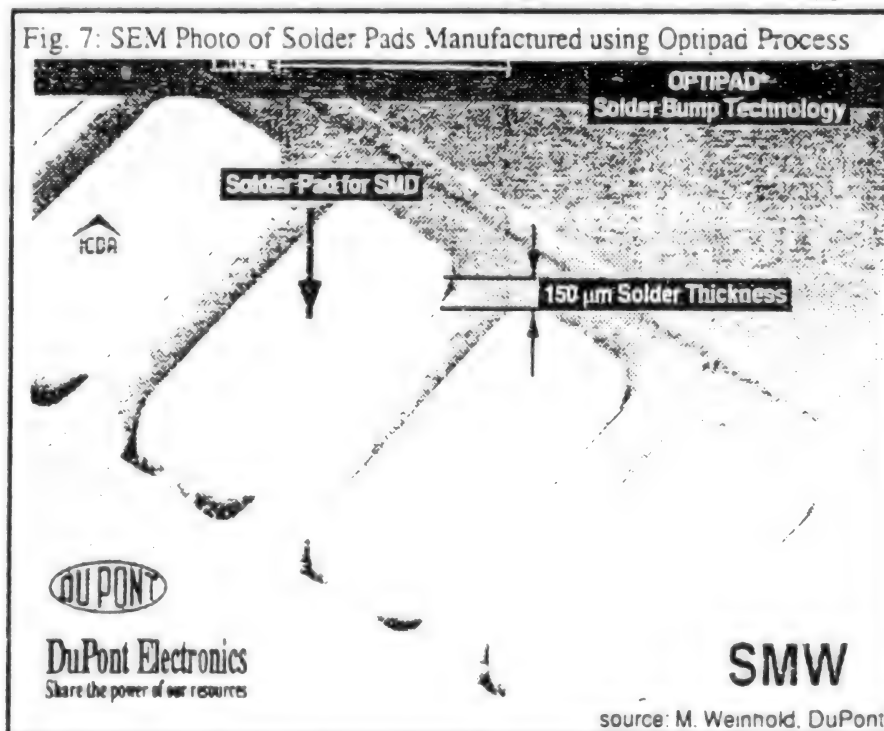 Fig. 7: SEM Photo of Solder Pads Manufactured using Optipad Process
OPTIPAD*
Solder Bump Technology
Solder Pad for SMD
150 µm Solder Thickness
DUPONT
DuPont Electronics
Share the power of our resources
SMW
source: M. Weinhold, DuPont